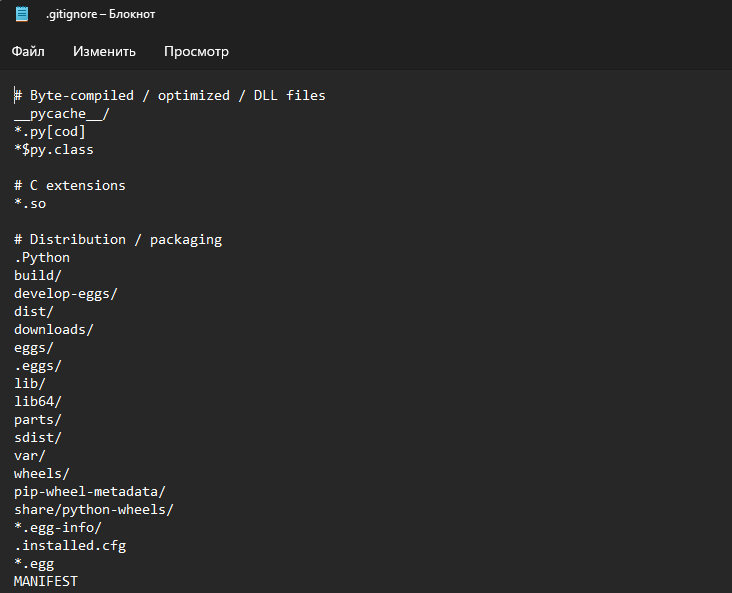 .gitignore – Блокнот
Файл Изменить Просмотр
# Byte-compiled / optimized / DLL files
__pycache__/
*.py[cod]
*$py.class
# C extensions
*.so
# Distribution / packaging
.Python
build/
develop-eggs/
dist/
downloads/
eggs/
.eggs/
lib/
lib64/
parts/
sdist/
var/
wheels/
pip-wheel-metadata/
share/python-wheels/
*.egg-info/
.installed.cfg
*.egg
MANIFEST